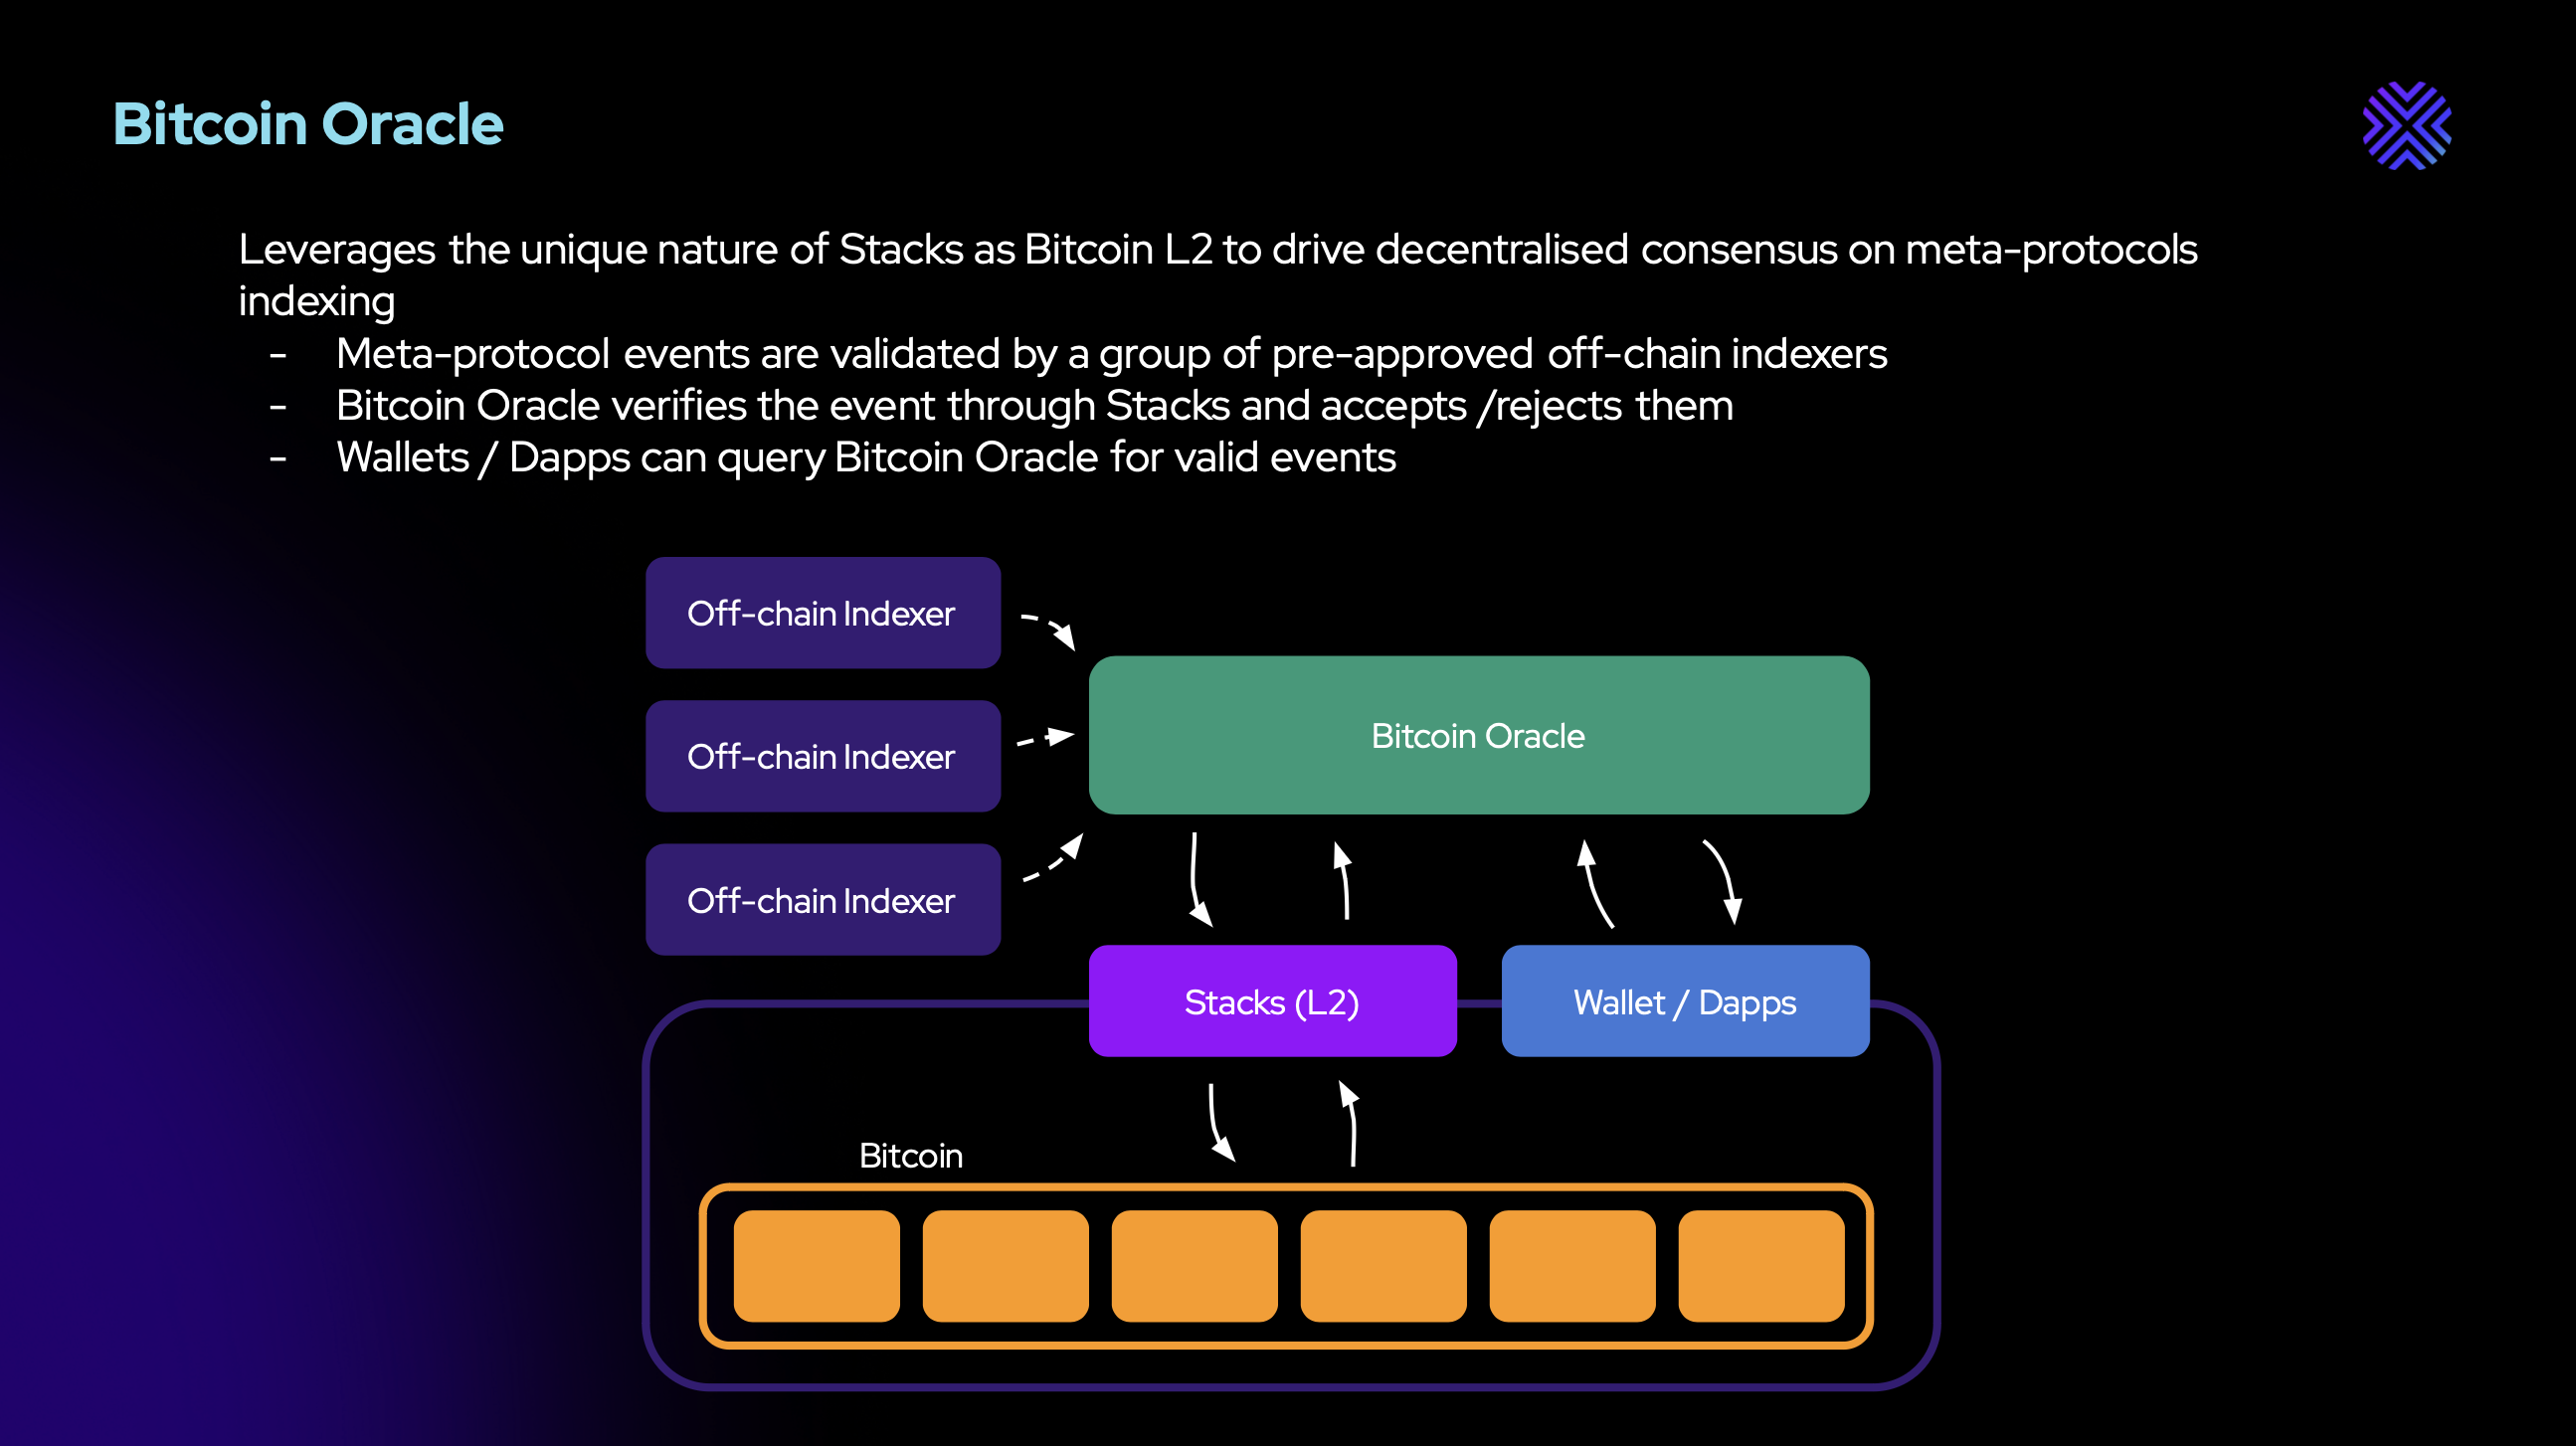 Bitcoin Oracle
Leverages the unique nature of Stacks as Bitcoin L2 to drive decentralised consensus on meta-protocols
indexing
- Meta-protocol events are validated by a group of pre-approved off-chain indexers
- Bitcoin Oracle verifies the event through Stacks and accepts /rejects them
- Wallets / Dapps can query Bitcoin Oracle for valid events
Off-chain Indexer
Off-chain Indexer
Off-chain Indexer
Bitcoin Oracle
Stacks (L2)
Wallet / Dapps
Bitcoin